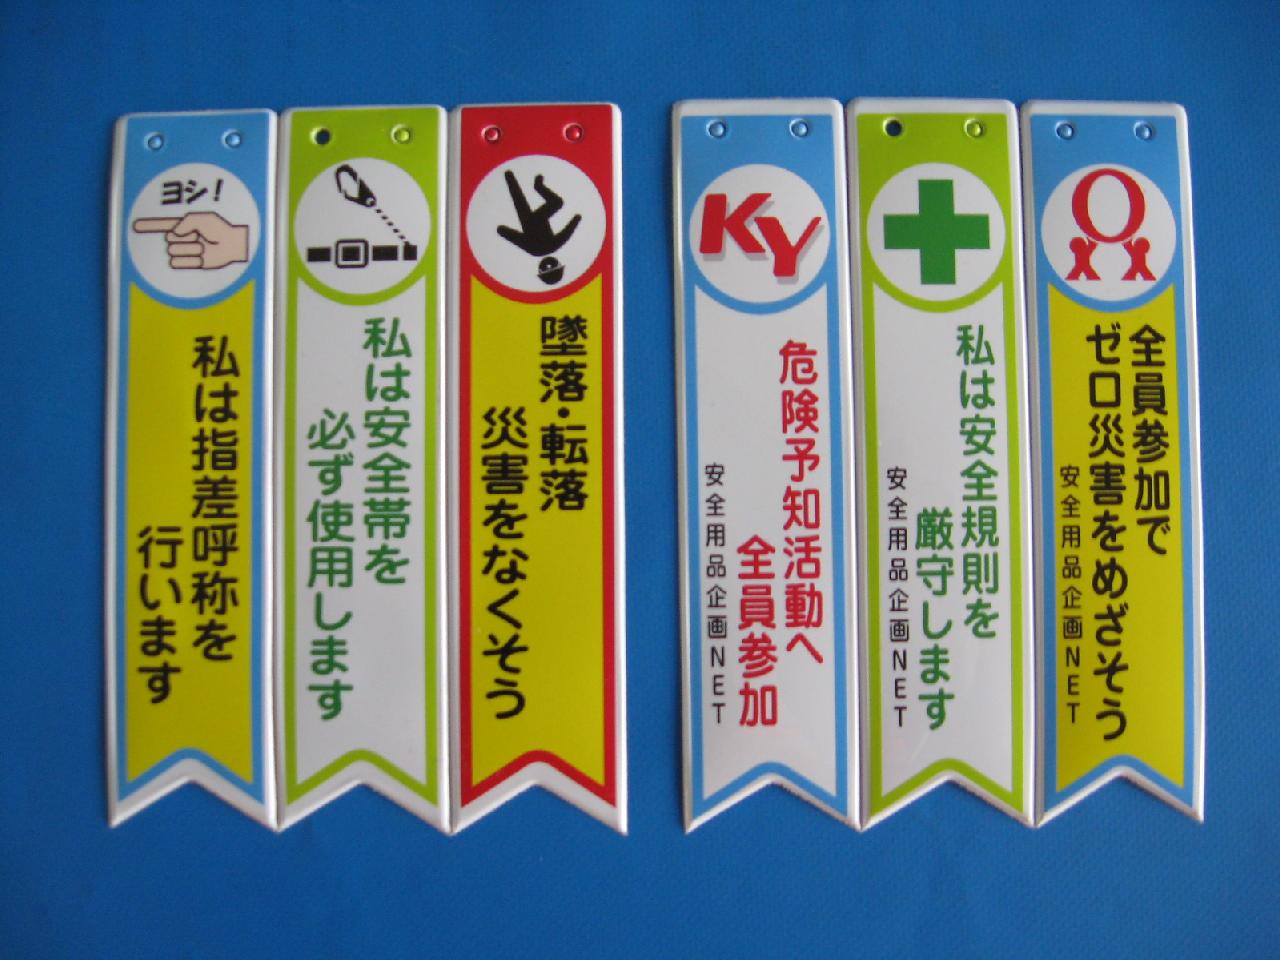 ヨシ!
私は指差呼称を
行います
私は安全帯を
必ず使用します
墜落・転落
災害をなくそう
KY
危険予知活動へ
全員参加
安全用品企画NET
私は安全規則を
厳守します
安全用品企画NET
全員参加で
ゼロ災害をめざそう
安全用品企画NET